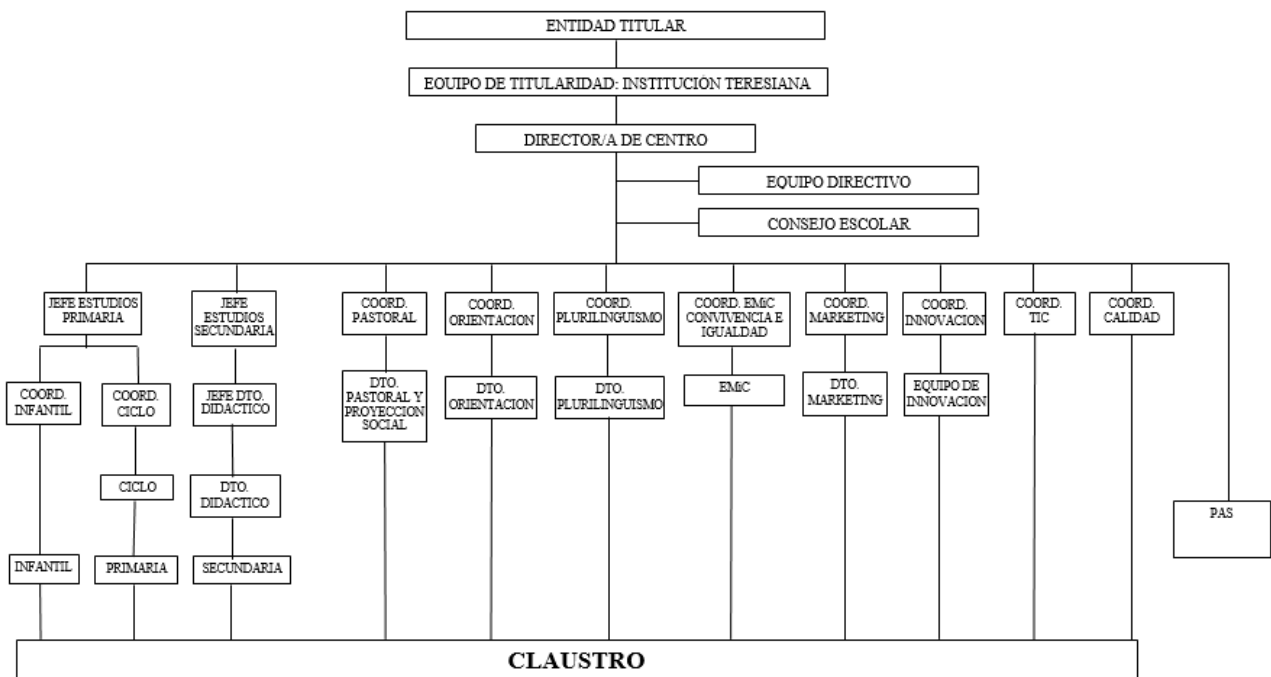 ENTIDAD TITULAR
EQUIPO DE TITULARIDAD: INSTITUCIÓN TERESIANA
DIRECTOR/A DE CENTRO
EQUIPO DIRECTIVO
CONSEJO ESCOLAR
JEFE ESTUDIOS
PRIMARIA
JEFE
ESTUDIOS
SECUNDARIA
COORD.
PASTORAL
COORD.
ORIENTACION
COORD.
PLURILINGUISMO
COORD. EMiC
CONVIVENCIA E
IGUALDAD
COORD.
MARKETING
COORD.
INNOVACION
COORD.
TIC
COORD.
CALIDAD
COORD.
INFANTIL
COORD.
CICLO
JEFE DTO.
DIDACTICO
DTO.
PASTORAL Y
PROYECCION
SOCIAL
DTO.
ORIENTACION
DTO.
PLURILINGUISMO
EMiC
DTO.
MARKETING
EQUIPO DE
INNOVACION
CICLO
DTO.
DIDACTICO
PAS
INFANTIL
PRIMARIA
SECUNDARIA
CLAUSTRO